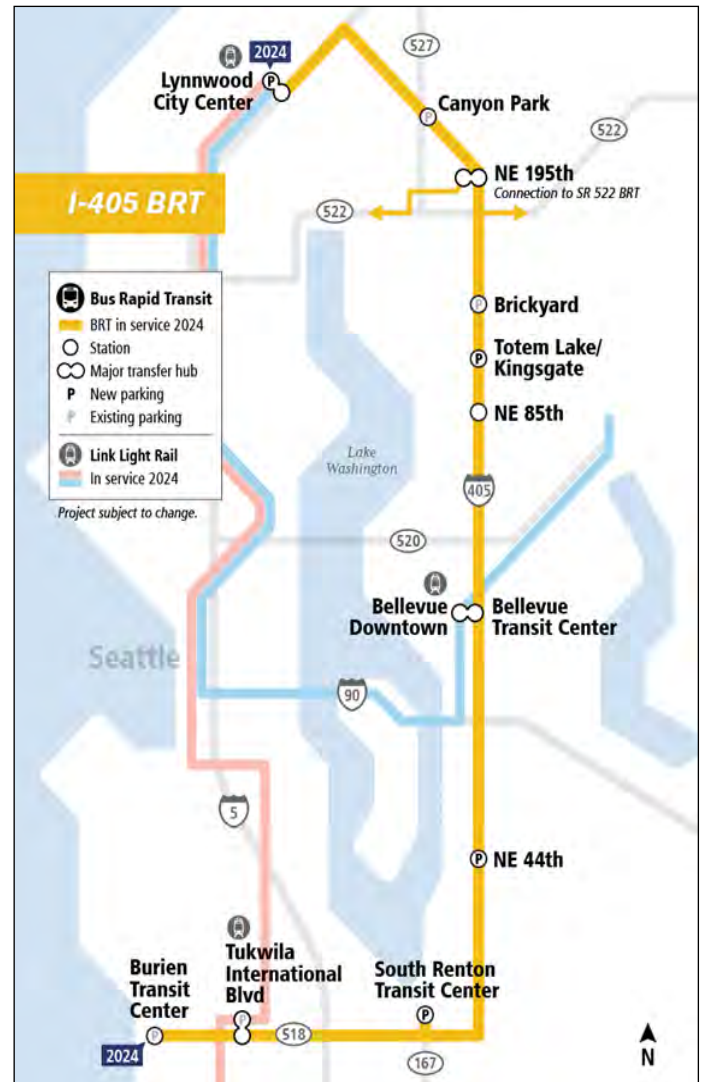 527
2024
Lynnwood
City Center
P
Canyon Park
P
522
NE 195th
Connection to SR 522 BRT
I-405 BRT
522
Bus Rapid Transit
BRT in service 2024
Station
Major transfer hub
P New parking
P Existing parking
Link Light Rail
In service 2024
Project subject to change.
P
Brickyard
P
Totem Lake/
Kingsgate
NE 85th
Lake
Washington
405
520
Bellevue
Downtown
Bellevue
Transit Center
Seattle
90
5
P
NE 44th
Tukwila
International
Blvd
P
Burien
Transit
Center
P
South Renton
Transit Center
P
518
2024
167
N